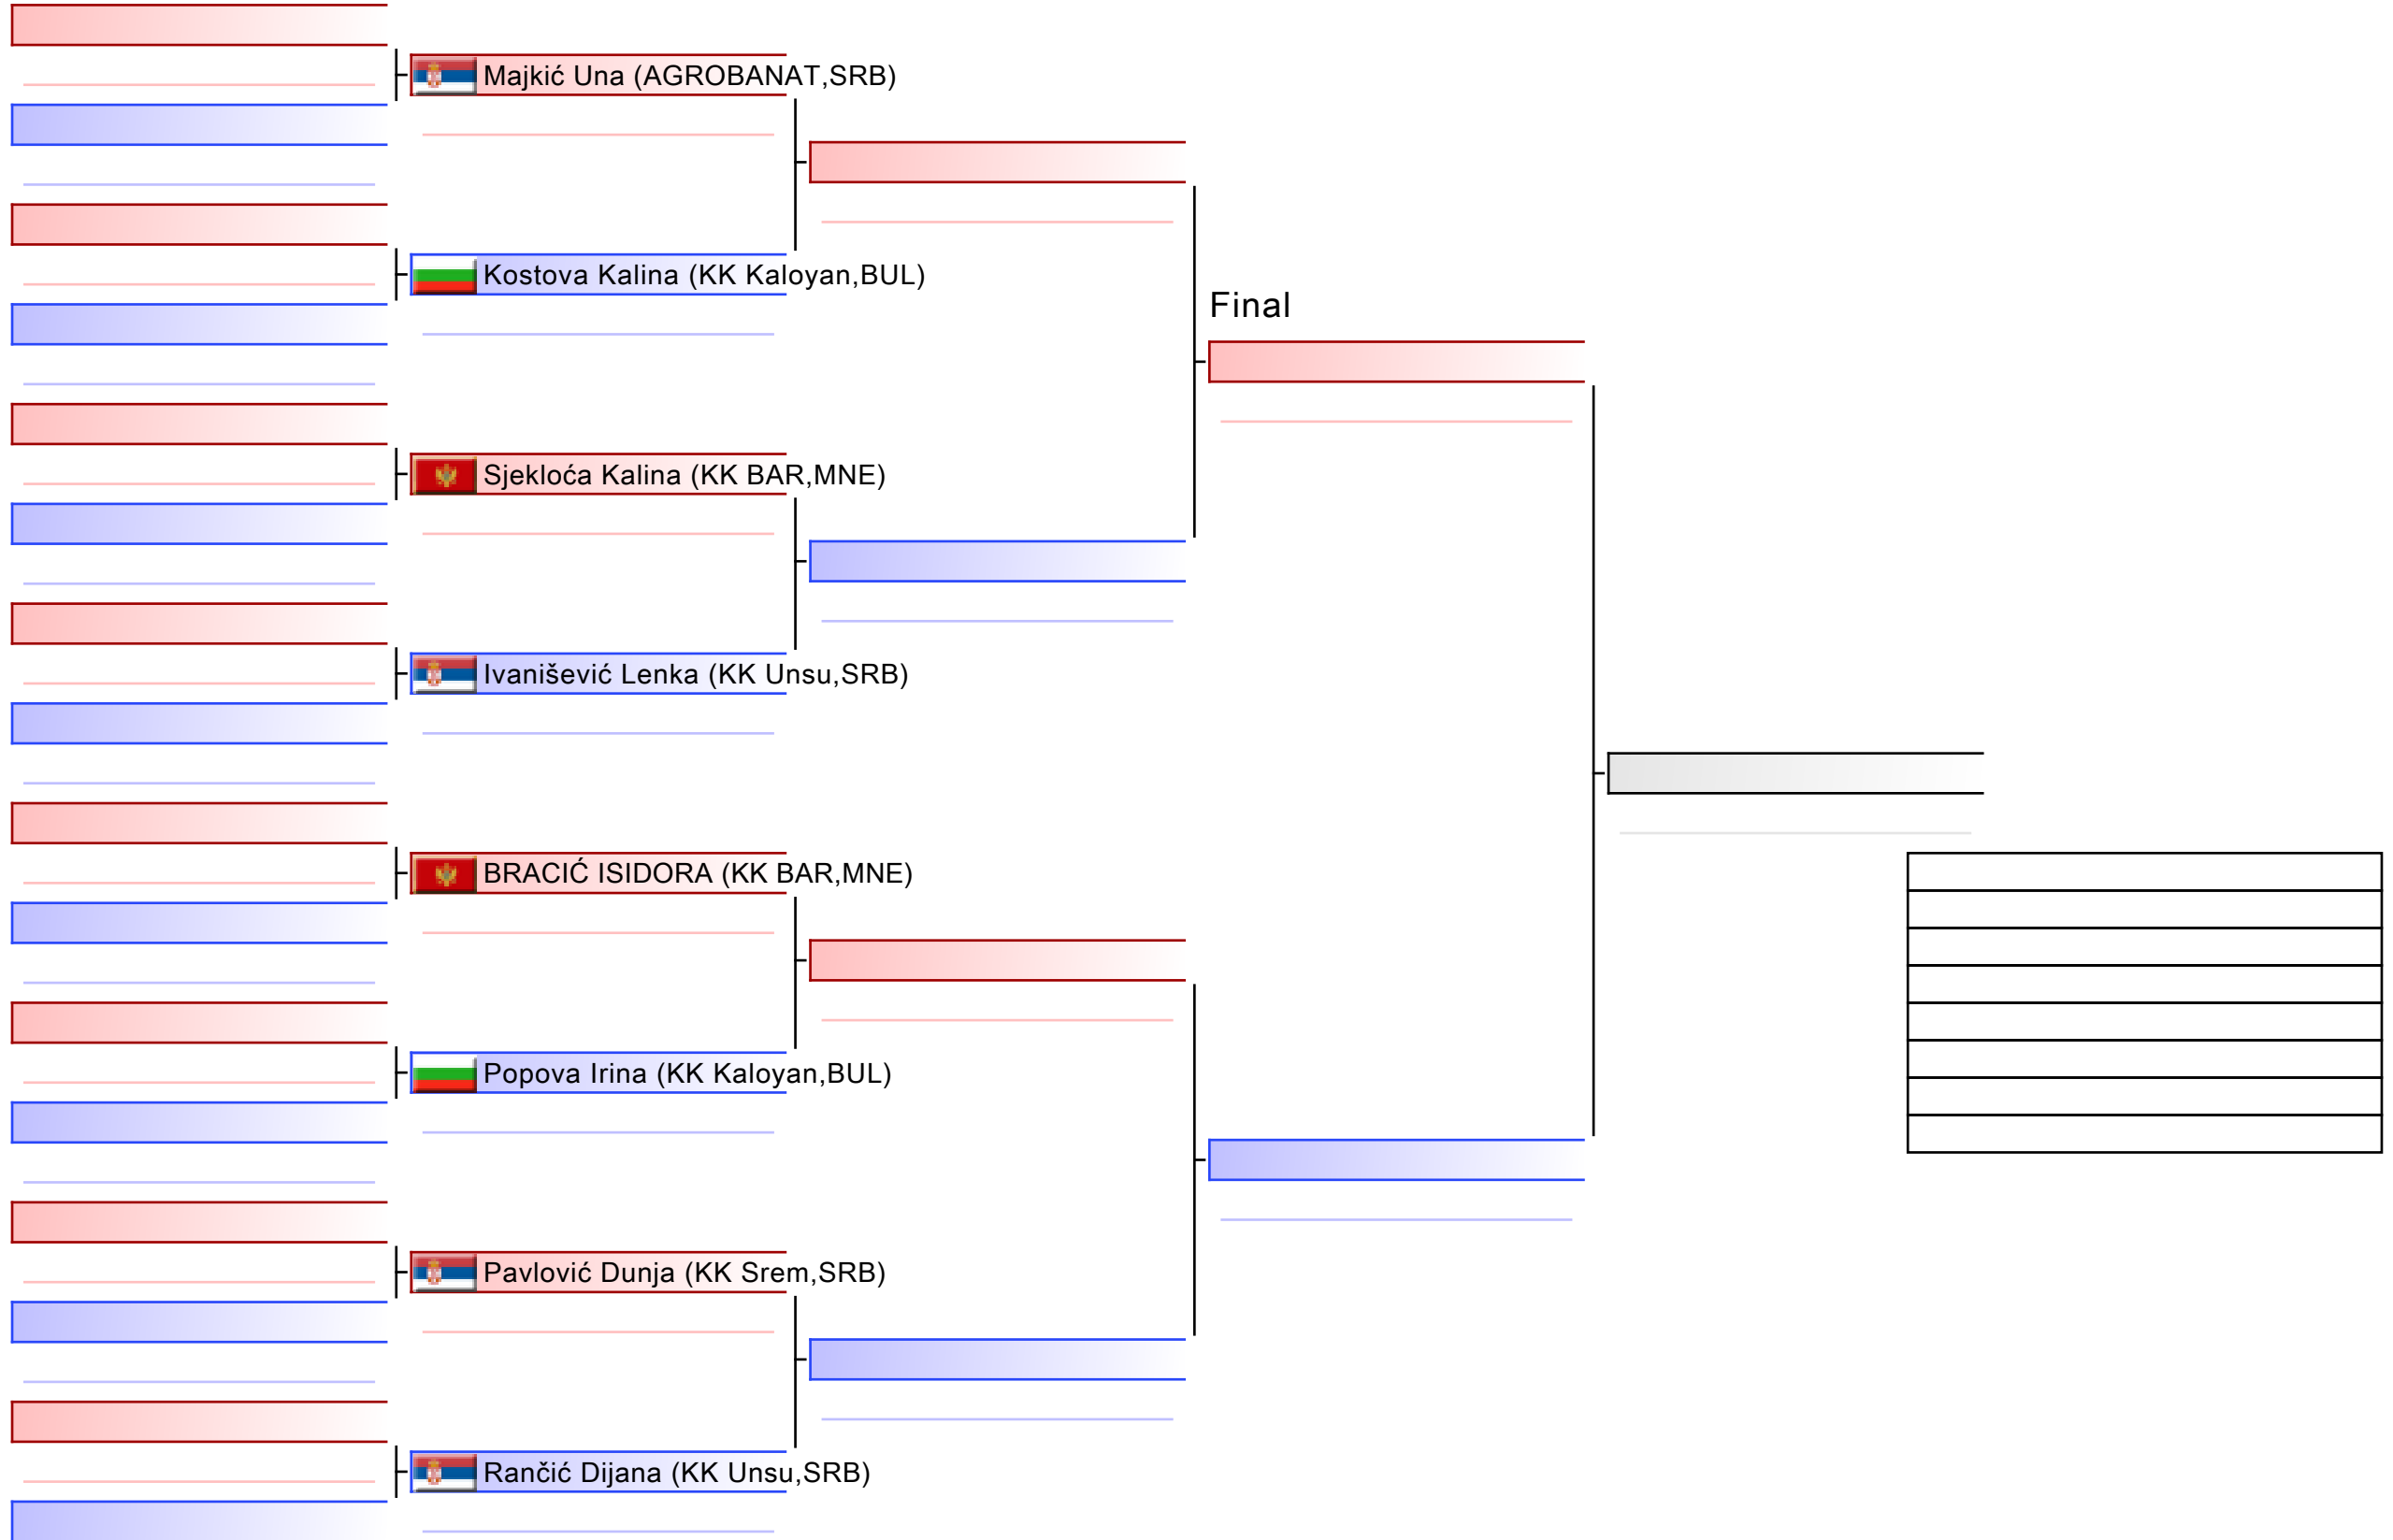 Majkić Una (AGROBANAT,SRB)
Kostova Kalina (KK Kaloyan,BUL)
Final
Sjekloća Kalina (KK BAR,MNE)
Ivanišević Lenka (KK Unsu,SRB)
BRACIĆ ISIDORA (KK BAR,MNE)
Popova Irina (KK Kaloyan,BUL)
Pavlović Dunja (KK Srem,SRB)
Rančić Dijana (KK Unsu,SRB)